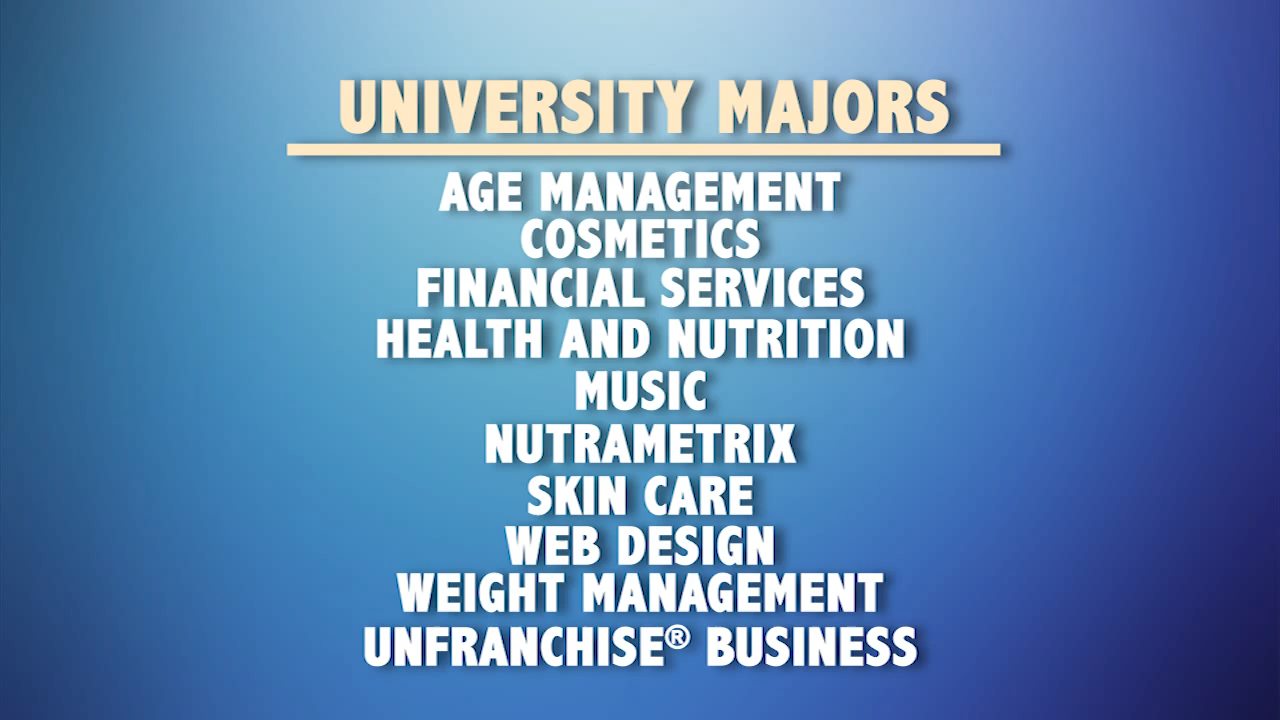 UNIVERSITY MAJORS
AGE MANAGEMENT
COSMETICS
FINANCIAL SERVICES
HEALTH AND NUTRITION
MUSIC
NUTRAMETRIX
SKIN CARE
WEB DESIGN
WEIGHT MANAGEMENT
UNFRANCHISE® BUSINESS